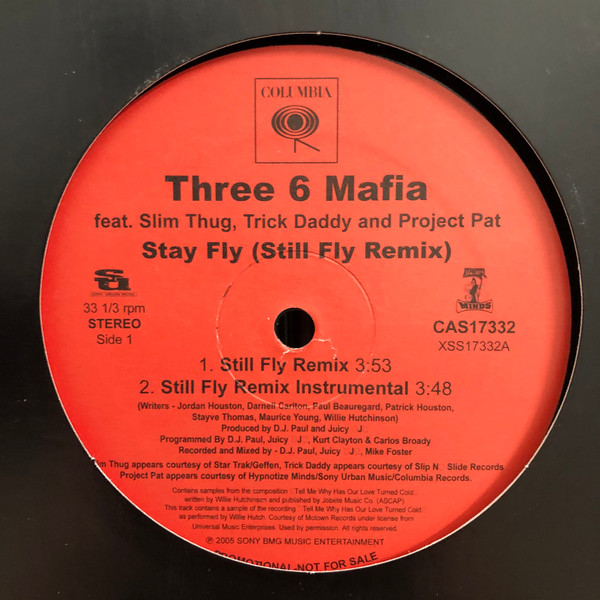 COLUMBIA
Three 6 Mafia
feat. Slim Thug, Trick Daddy and Project Pat
Stay Fly (Still Fly Remix)
33 1/3 rpm
STEREO
Side 1
MINDS
CAS17332
XSS17332A
1. Still Fly Remix 3:53
2. Still Fly Remix Instrumental 3:48
(Writers - Jordan Houston, Darnell Carlton, Paul Beauregard, Patrick Houston,
Stayve Thomas, Maurice Young, Willie Hutchinson)
Produced by D.J. Paul and Juicy J
Programmed By D.J. Paul, Juicy J, Kurt Clayton & Carlos Broady
Recorded and Mixed by - D.J. Paul, Juicy J, Mike Foster
Slim Thug appears courtesy of Star Trak/Geffen, Trick Daddy appears courtesy of Slip N Slide Records
Project Pat appears courtesy of Hypnotize Minds/Sony Urban Music/Columbia Records.
Contains samples from the composition Tell Me Why Has Our Love Turned Cold
written by Willie Hutchinson and published by Jobete Music Co. (ASCAP)
This track contains a sample of the recording Tell Me Why Has Our Love Turned Cold
as performed by Willie Hutch. Courtesy of Motown Records under license from
Universal Music Enterprises. Used by permission. All rights reserved.
℗ 2005 SONY BMG MUSIC ENTERTAINMENT
PROMOTIONAL-NOT FOR SALE